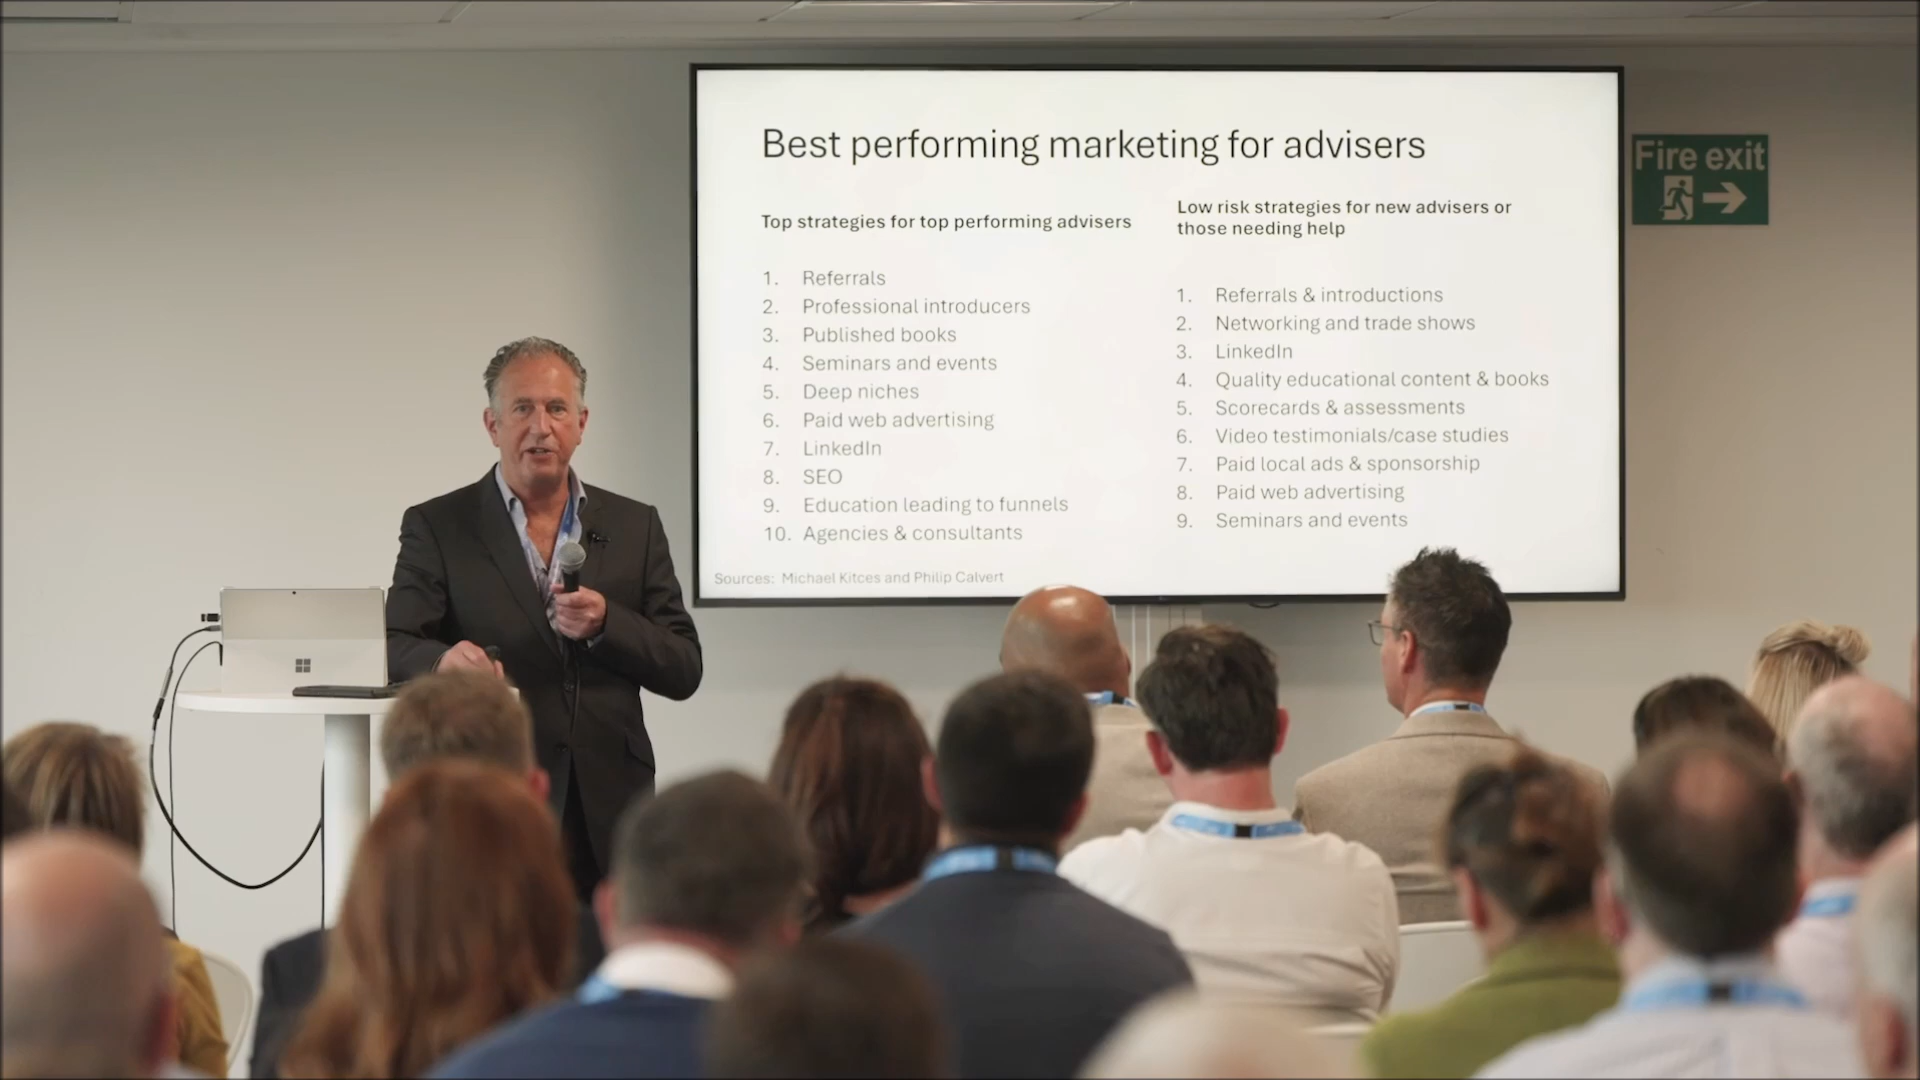 Best performing marketing for advisers
Top strategies for top performing advisers
1. Referrals
2. Professional introducers
3. Published books
4. Seminars and events
5. Deep niches
6. Paid web advertising
7. LinkedIn
8. SEO
9. Education leading to funnels
10. Agencies & consultants
Low risk strategies for new advisers or
those needing help
1. Referrals & introductions
2. Networking and trade shows
3. LinkedIn
4. Quality educational content & books
5. Scorecards & assessments
6. Video testimonials/case studies
7. Paid local ads & sponsorship
8. Paid web advertising
9. Seminars and events
Sources: Michael Kitces and Philip Calvert
Fire exit